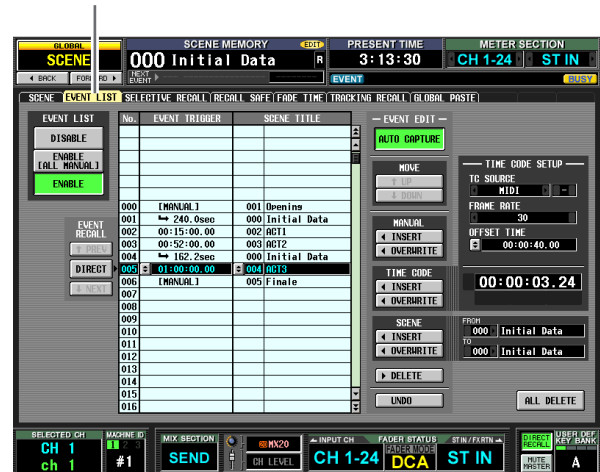 GLOBAL SCENE MEMORY EDIT PRESENT TIME METER SECTION
SCENE 000 Initial Data R 3:13:30 CH 1-24 ST IN
BACK FORWRD NEXT EVENT EVENT BUSY
SCENE EVENT LIST SELECTIVE RECALL RECALL SAFE FADE TIME TRACKING RECALL GLOBAL PASTE
EVENT LIST
DISABLE
ENABLE [ALL MANUAL]
ENABLE
EVENT RECALL
↑ PREV
DIRECT
↓ NEXT
No. EVENT TRIGGER SCENE TITLE
000 [MANUAL] 001 Opening
001 240.0sec 000 Initial Data
002 00:15:00.00 002 ACT1
003 00:52:00.00 003 ACT2
004 162.2sec 000 Initial Data
005 01:00:00.00 004 ACT3
006 [MANUAL] 005 Finale
007
008
009
010
011
012
013
014
015
016
EVENT EDIT
AUTO CAPTURE
MOVE
↑ UP
↓ DOWN
MANUAL
INSERT
OVERWRITE
TIME CODE
INSERT
OVERWRITE
SCENE
INSERT
OVERWRITE
DELETE
UNDO
TIME CODE SETUP
TC SOURCE
MIDI -
FRAME RATE
30
OFFSET TIME
00:00:40.00
00:00:03.24
FROM
000 Initial Data
TO
000 Initial Data
ALL DELETE
SELECTED CH MACHINE ID MIX SECTION MX20 INPUT CH FADER STATUS ST IN/FXRTN DIRECT RECALL USER DEF KEY BANK
CH 1 1 2 3 SEND CH 1-24 FADER MODE ST IN
ch 1 #1 CH LEVEL DCA MUTE MASTER A